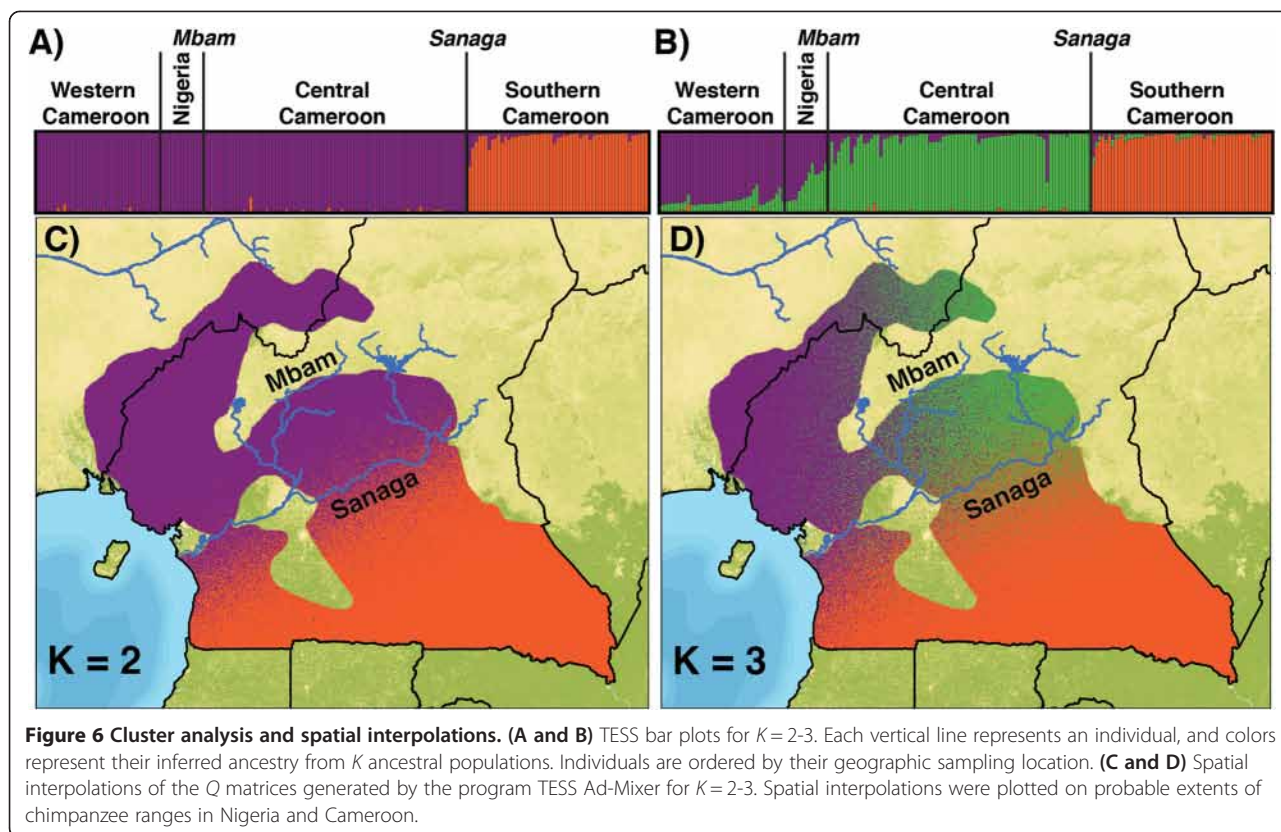 A)
Mbam
Sanaga
Western
Cameroon
Nigeria
Central
Cameroon
Southern
Cameroon
B)
Mbam
Sanaga
Western
Cameroon
Nigeria
Central
Cameroon
Southern
Cameroon
C)
Mbam
Sanaga
K = 2
D)
Mbam
Sanaga
K = 3
Figure 6 Cluster analysis and spatial interpolations. (A and B) TESS bar plots for K = 2-3. Each vertical line represents an individual, and colors
represent their inferred ancestry from K ancestral populations. Individuals are ordered by their geographic sampling location. (C and D) Spatial
interpolations of the Q matrices generated by the program TESS Ad-Mixer for K = 2-3. Spatial interpolations were plotted on probable extents of
chimpanzee ranges in Nigeria and Cameroon.